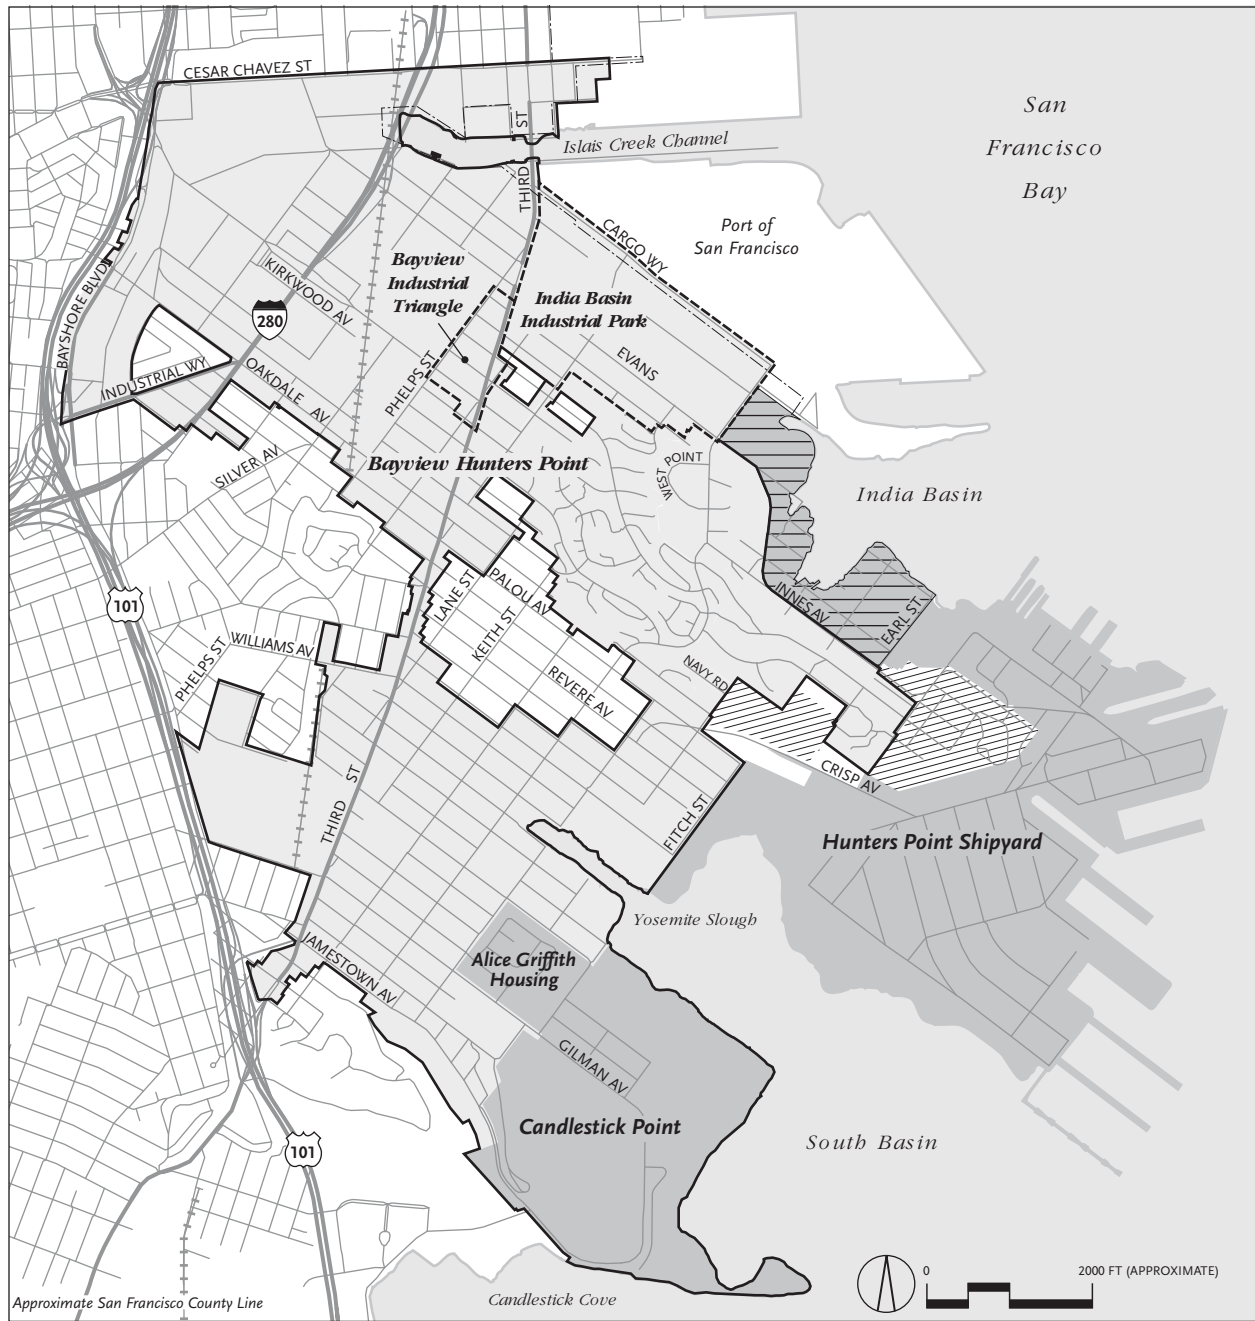 CESAR CHAVEZ ST
San
Francisco
Bay
ST
THIRD
Islais Creek Channel
CARGO WY
Port of
San Francisco
BAYSHORE BLVD
KIRKWOOD AV
280
Bayview
Industrial
Triangle
India Basin
Industrial Park
EVANS
INDUSTRIAL WY
OAKDALE AV
PHELPS ST
SILVER AV
Bayview Hunters Point
WEST POINT
India Basin
101
LANE ST
PALOU AV
KEITH ST
INNES AV
EARL ST
PHELPS ST
WILLIAMS AV
REVERE AV
NAVY RD
CRISP AV
THIRD ST
FITCH ST
Hunters Point Shipyard
Yosemite Slough
JAMESTOWN AV
Alice Griffith
Housing
GILMAN AV
Candlestick Point
South Basin
101
0
2000 FT (APPROXIMATE)
Approximate San Francisco County Line
Candlestick Cove